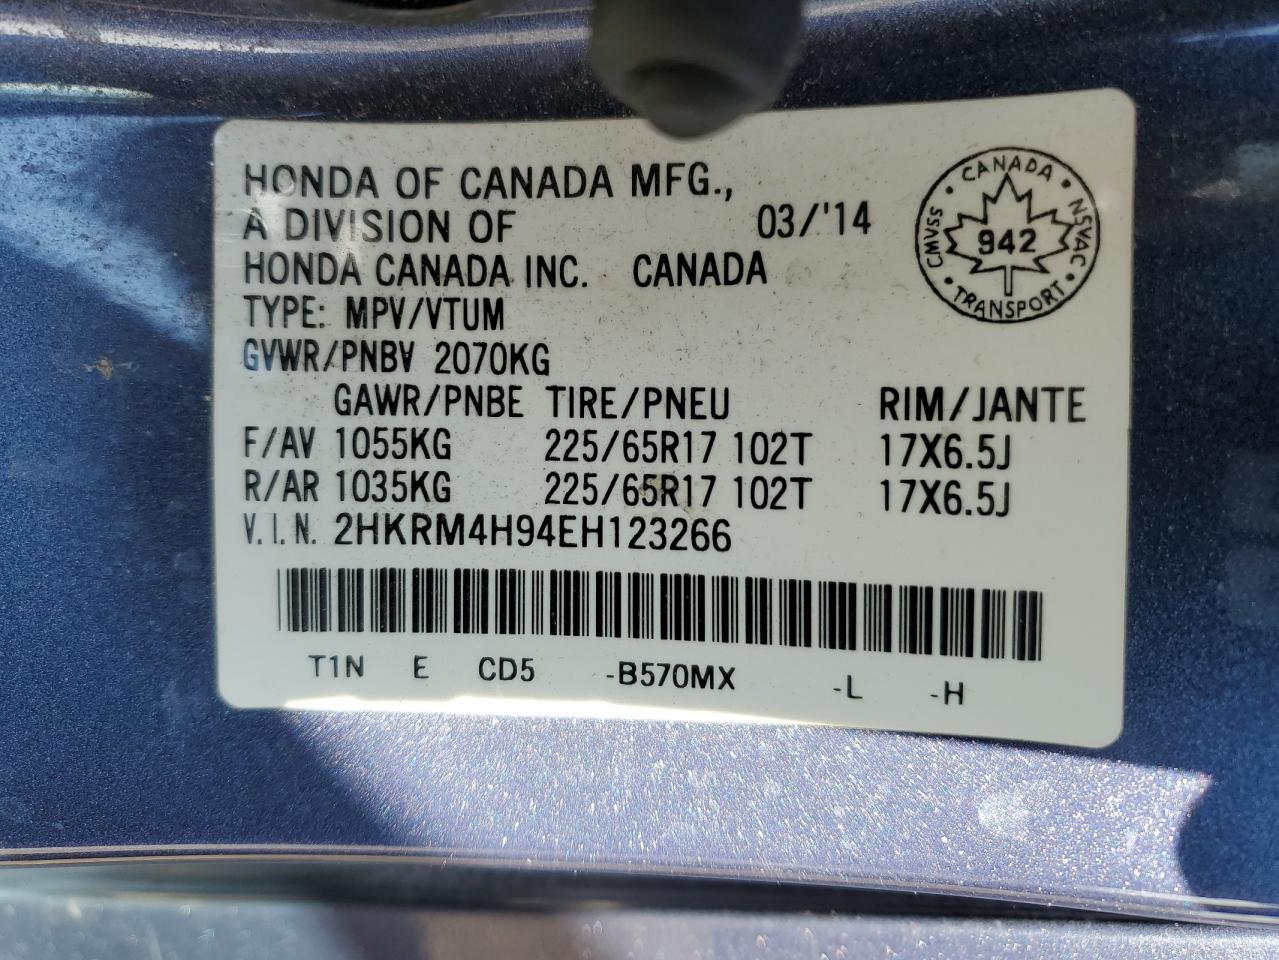 HONDA OF CANADA MFG.,
A DIVISION OF 03/'14
HONDA CANADA INC. CANADA
TYPE: MPV/VTUM
GVWR/PNBV 2070KG
GAWR/PNBE TIRE/PNEU RIM/JANTE
F/AV 1055KG 225/65R17 102T 17X6.5J
R/AR 1035KG 225/65R17 102T 17X6.5J
V.I.N. 2HKRM4H94EH123266
T1N E CD5 -B570MX -L -H
CANADA
CMVSS 942 NSVAC
TRANSPORT